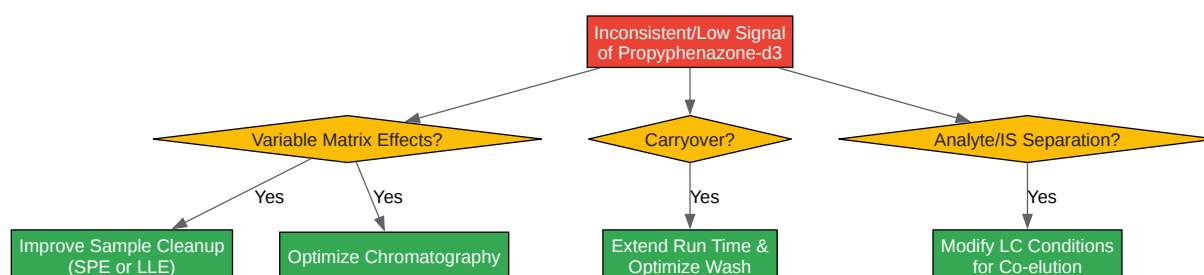 Inconsistent/Low Signal
of Propyphenazone-d3
Variable Matrix Effects?
Carryover?
Analyte/IS Separation?
Yes
Yes
Yes
Yes
Improve Sample Cleanup
(SPE or LLE)
Optimize Chromatography
Extend Run Time &
Optimize Wash
Modify LC Conditions
for Co-elution